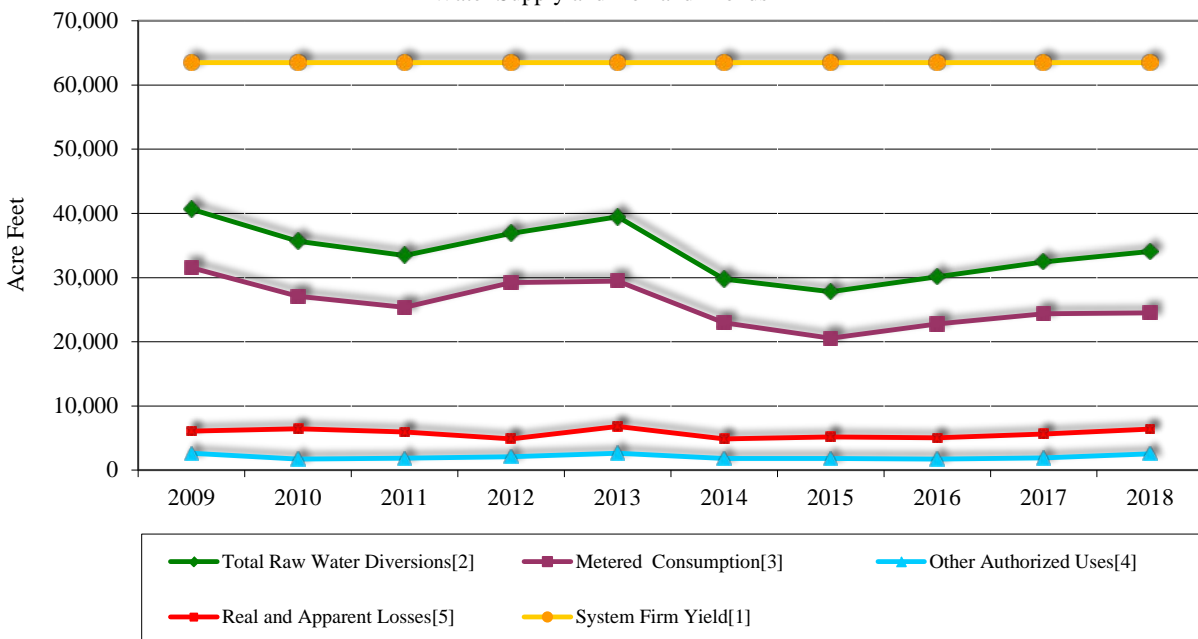 70,000
60,000
50,000
40,000
30,000
20,000
10,000
0
Acre Feet
2009 2010 2011 2012 2013 2014 2015 2016 2017 2018
Total Raw Water Diversions[2] Metered Consumption[3] Other Authorized Uses[4]
Real and Apparent Losses[5] System Firm Yield[1]